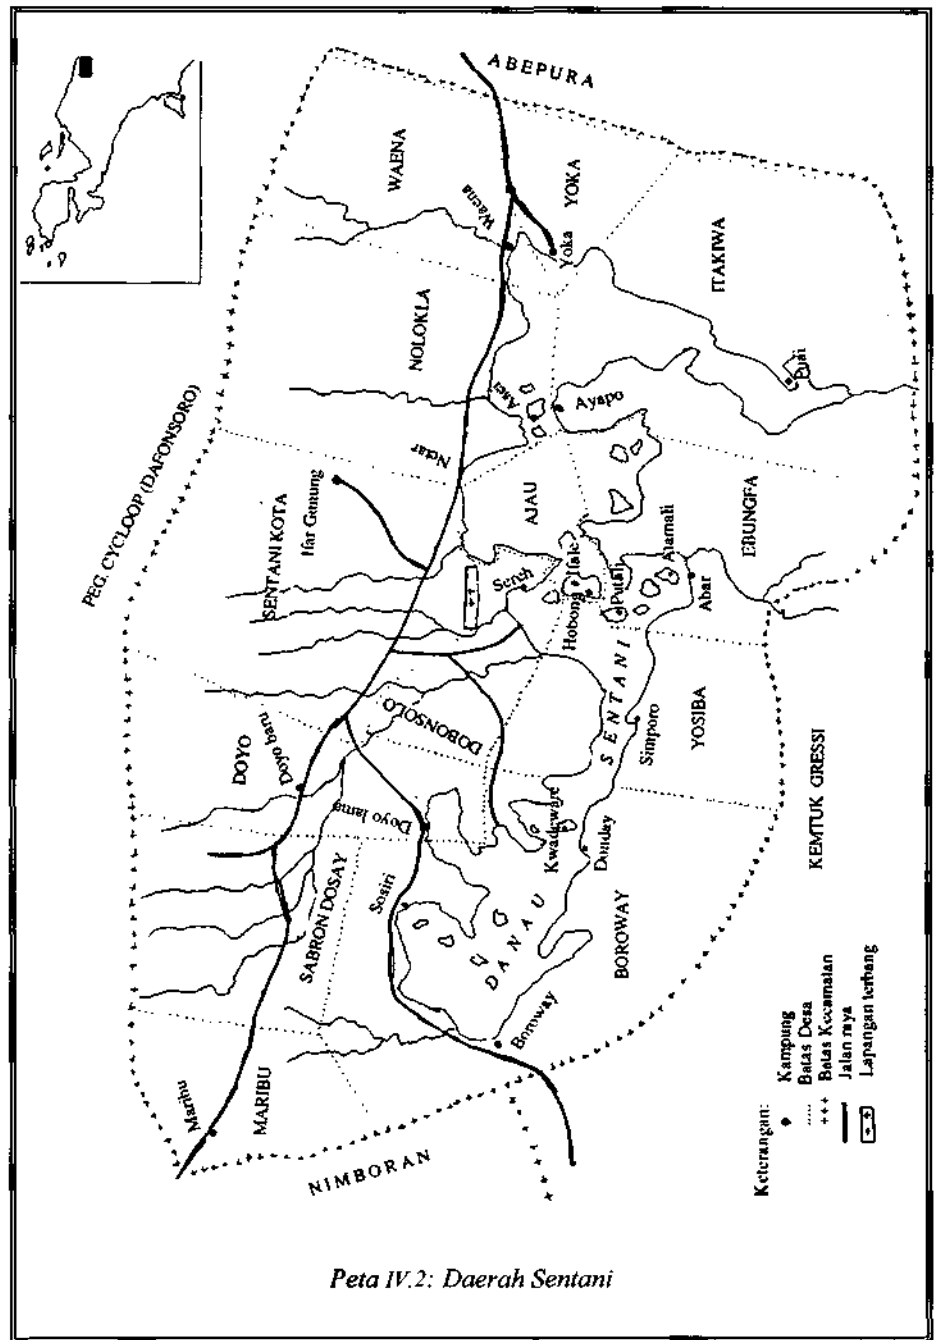 ABEPURA
WAENA
Waena
YOKA
Yoka
ITAKIWA
Puai
NOLOKLA
Asei
Ayapo
Netar
PEG. CYCLOOP (DAFONSORO)
SENTANI KOTA
Ifar Gunung
AJAU
EBUNGFA
Sereh
Hobong
Ifale
Putali
Atamali
Abar
DOBONSOLO
DANAU SENTANI
Simporo
YOSIBA
KEMTUK GRESSI
DOYO
Doyo baru
Doyo lama
Kwadeware
Donday
BOROWAY
SABRON DOSAY
Sosiri
Boroway
MARIBU
Maribu
NIMBORAN
Keterangan:
Kampung
Batas Desa
Batas Kecamatan
Jalan raya
Lapangan terbang
Peta IV.2: Daerah Sentani